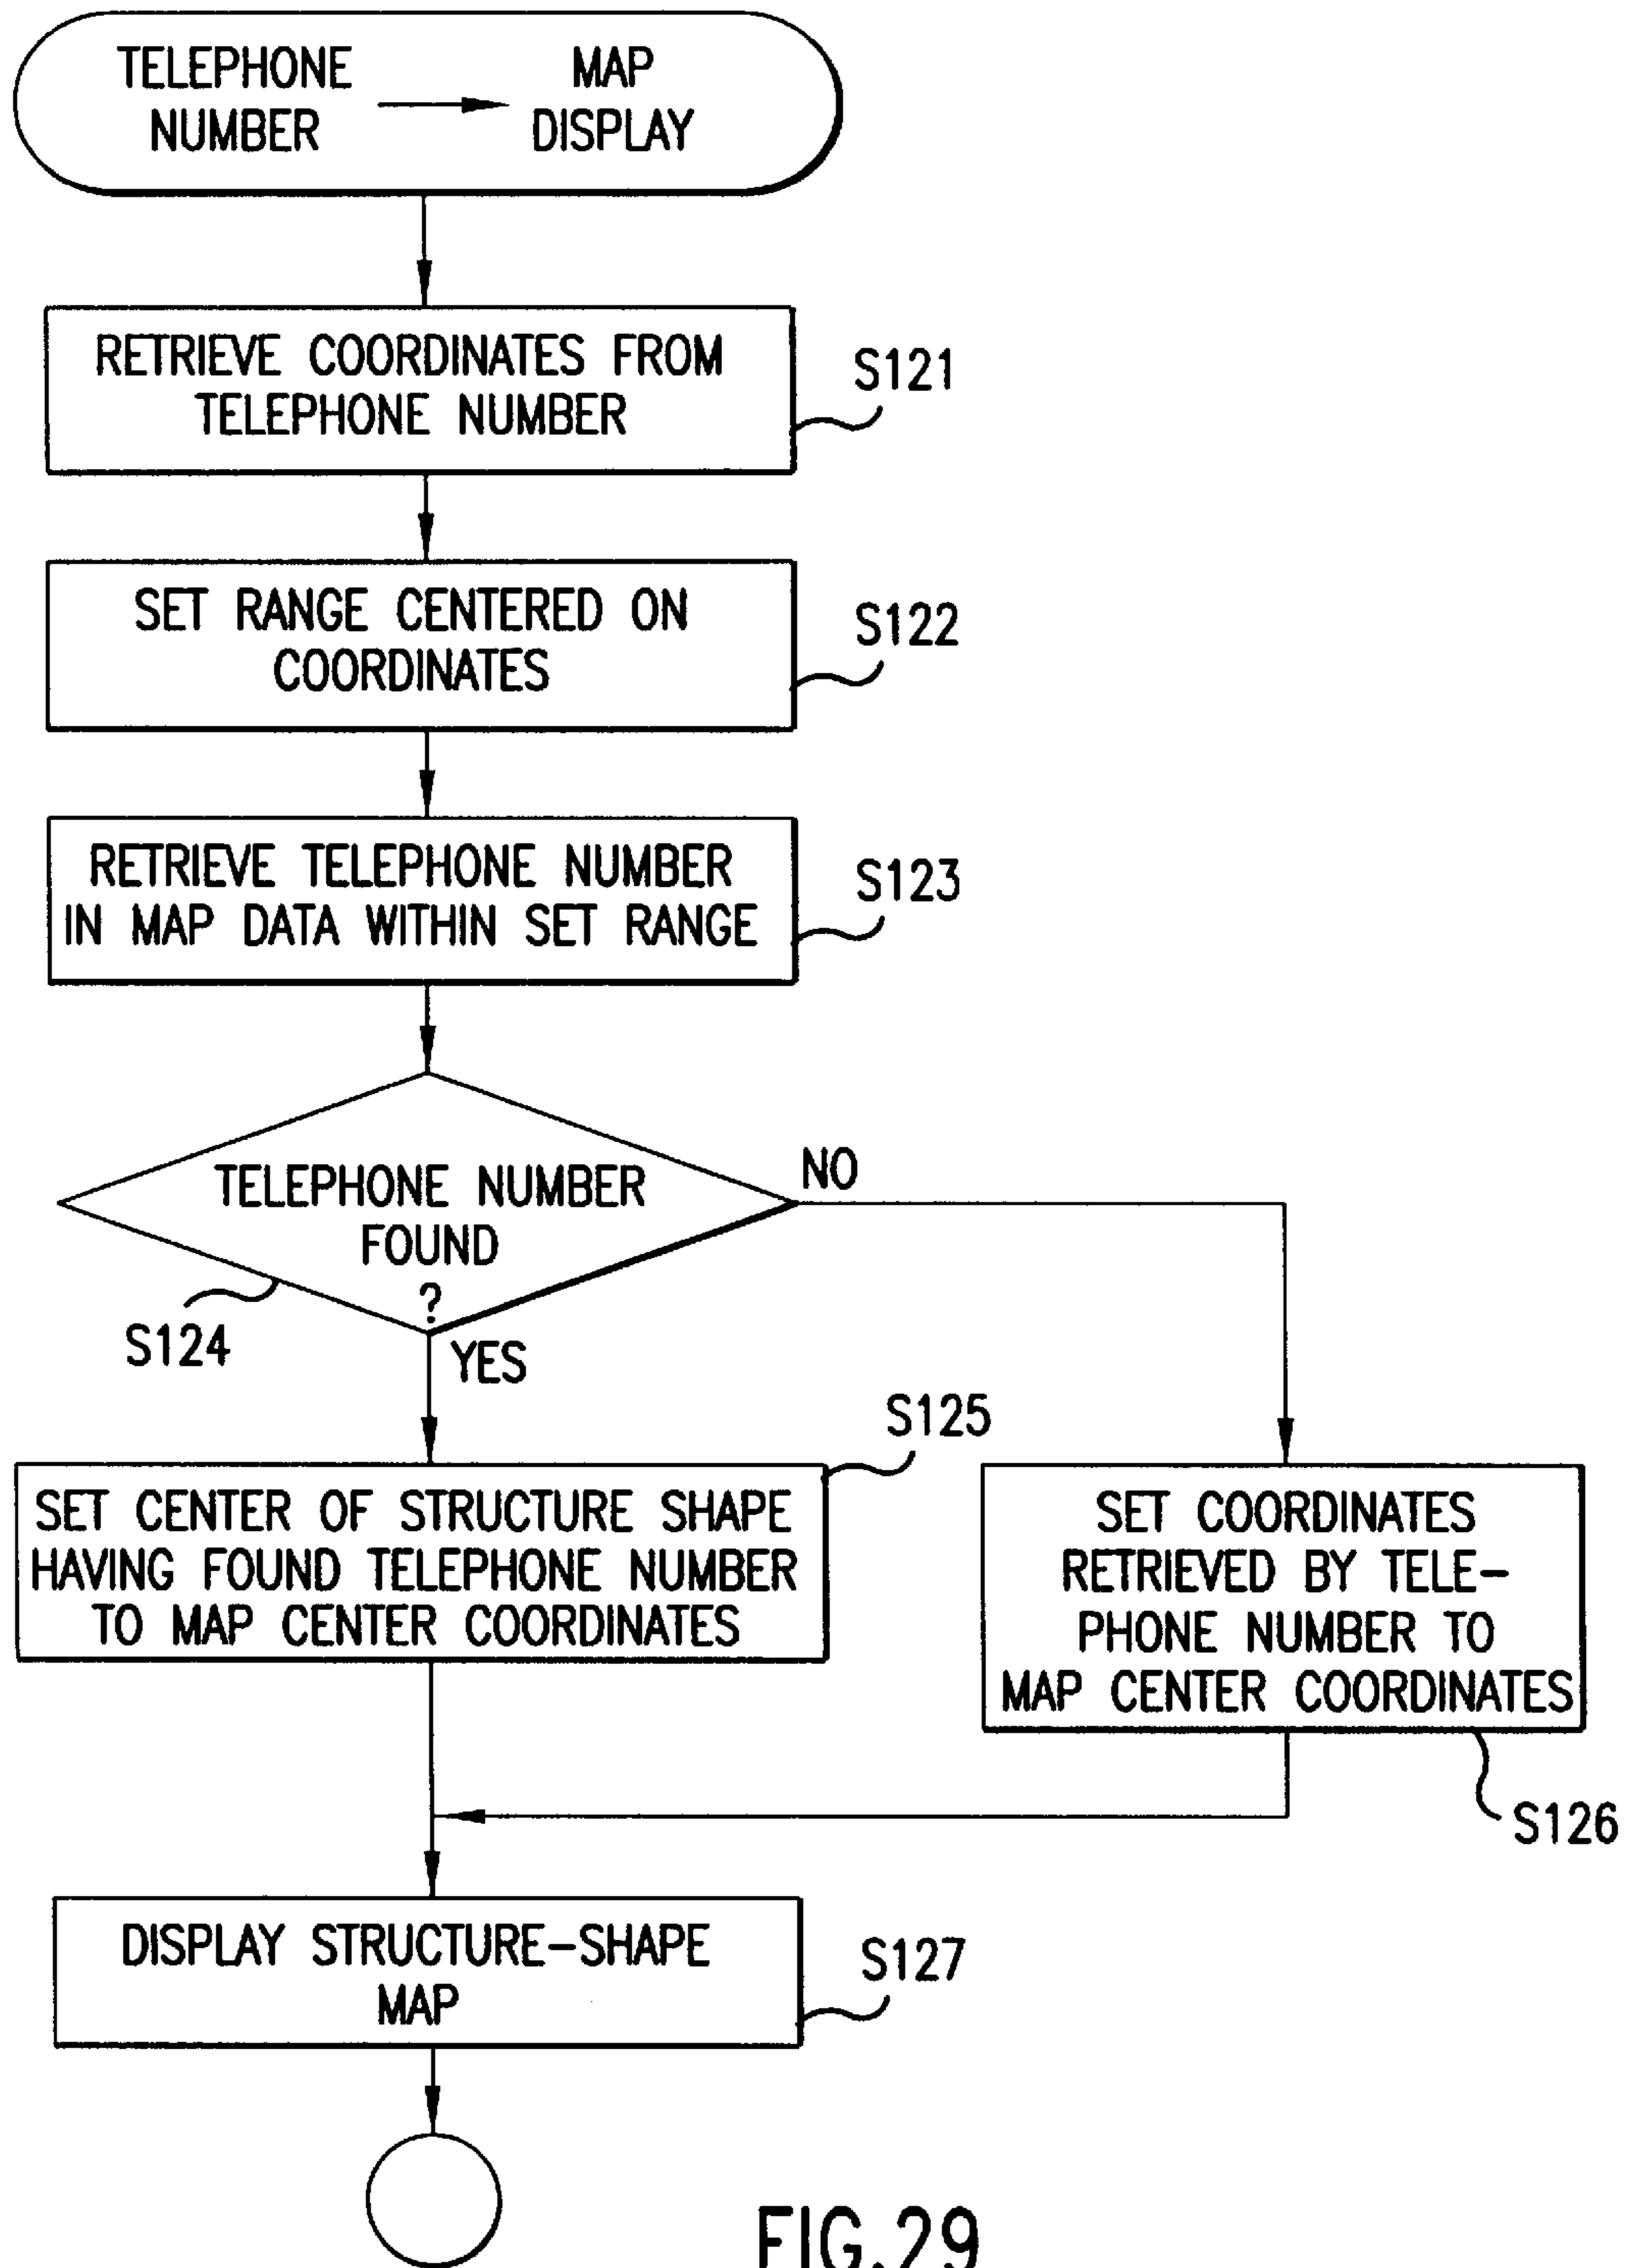 TELEPHONE
NUMBER
MAP
DISPLAY
RETRIEVE COORDINATES FROM
TELEPHONE NUMBER
S121
SET RANGE CENTERED ON
COORDINATES
S122
RETRIEVE TELEPHONE NUMBER
IN MAP DATA WITHIN SET RANGE
S123
TELEPHONE NUMBER
FOUND
?
NO
S124
YES
S125
SET CENTER OF STRUCTURE SHAPE
HAVING FOUND TELEPHONE NUMBER
TO MAP CENTER COORDINATES
SET COORDINATES
RETRIEVED BY TELE-
PHONE NUMBER TO
MAP CENTER COORDINATES
S126
DISPLAY STRUCTURE-SHAPE
MAP
S127
FIG.29